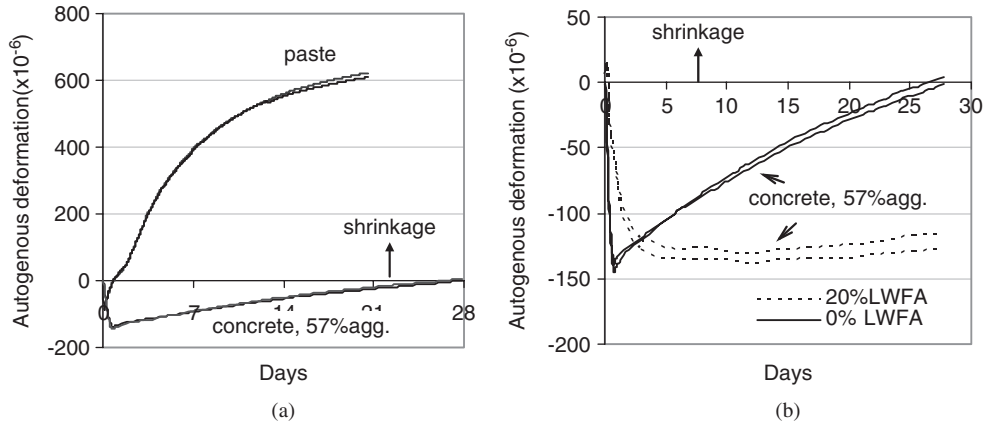 800
600
400
200
0
-200
Autogenous deformation(x10-6)
paste
shrinkage
0
7
14
21
28
concrete, 57%agg.
Days
(a)
50
0
-50
-100
-150
-200
Autogenous deformation (x10-6)
shrinkage
0
5
10
15
20
25
30
concrete, 57%agg.
20%LWFA
0% LWFA
Days
(b)